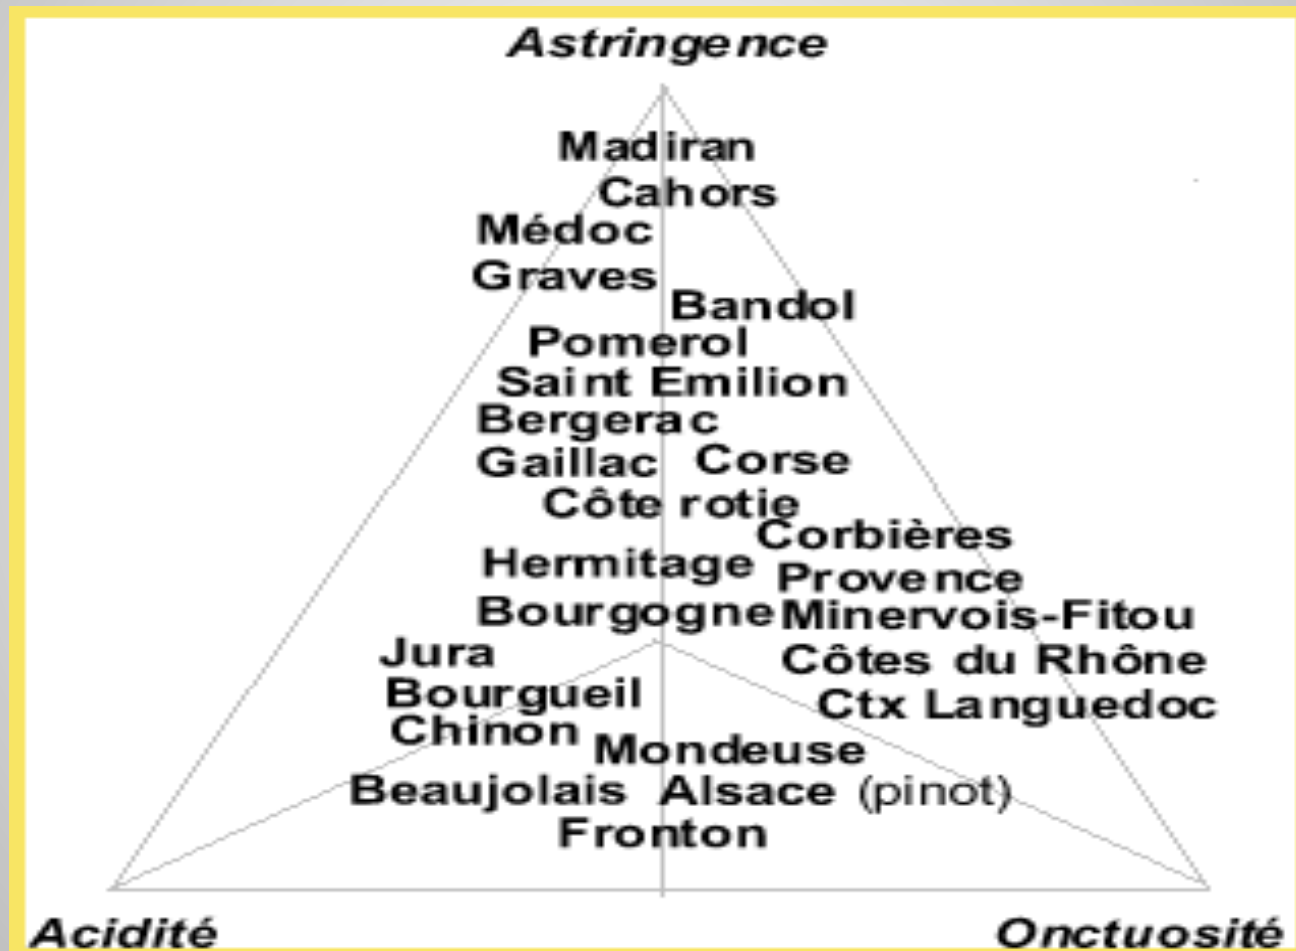 Astringence
Madiran
Cahors
Médoc
Graves
Bandol
Pomerol
Saint Emilion
Bergerac
Gaillac Corse
Côte rotie
Corbières
Hermitage
Provence
Bourgogne Minervois-Fitou
Jura
Côtes du Rhône
Bourgueil
Ctx Languedoc
Chinon
Mondeuse
Beaujolais Alsace (pinot)
Fronton
Acidité
Onctuosité